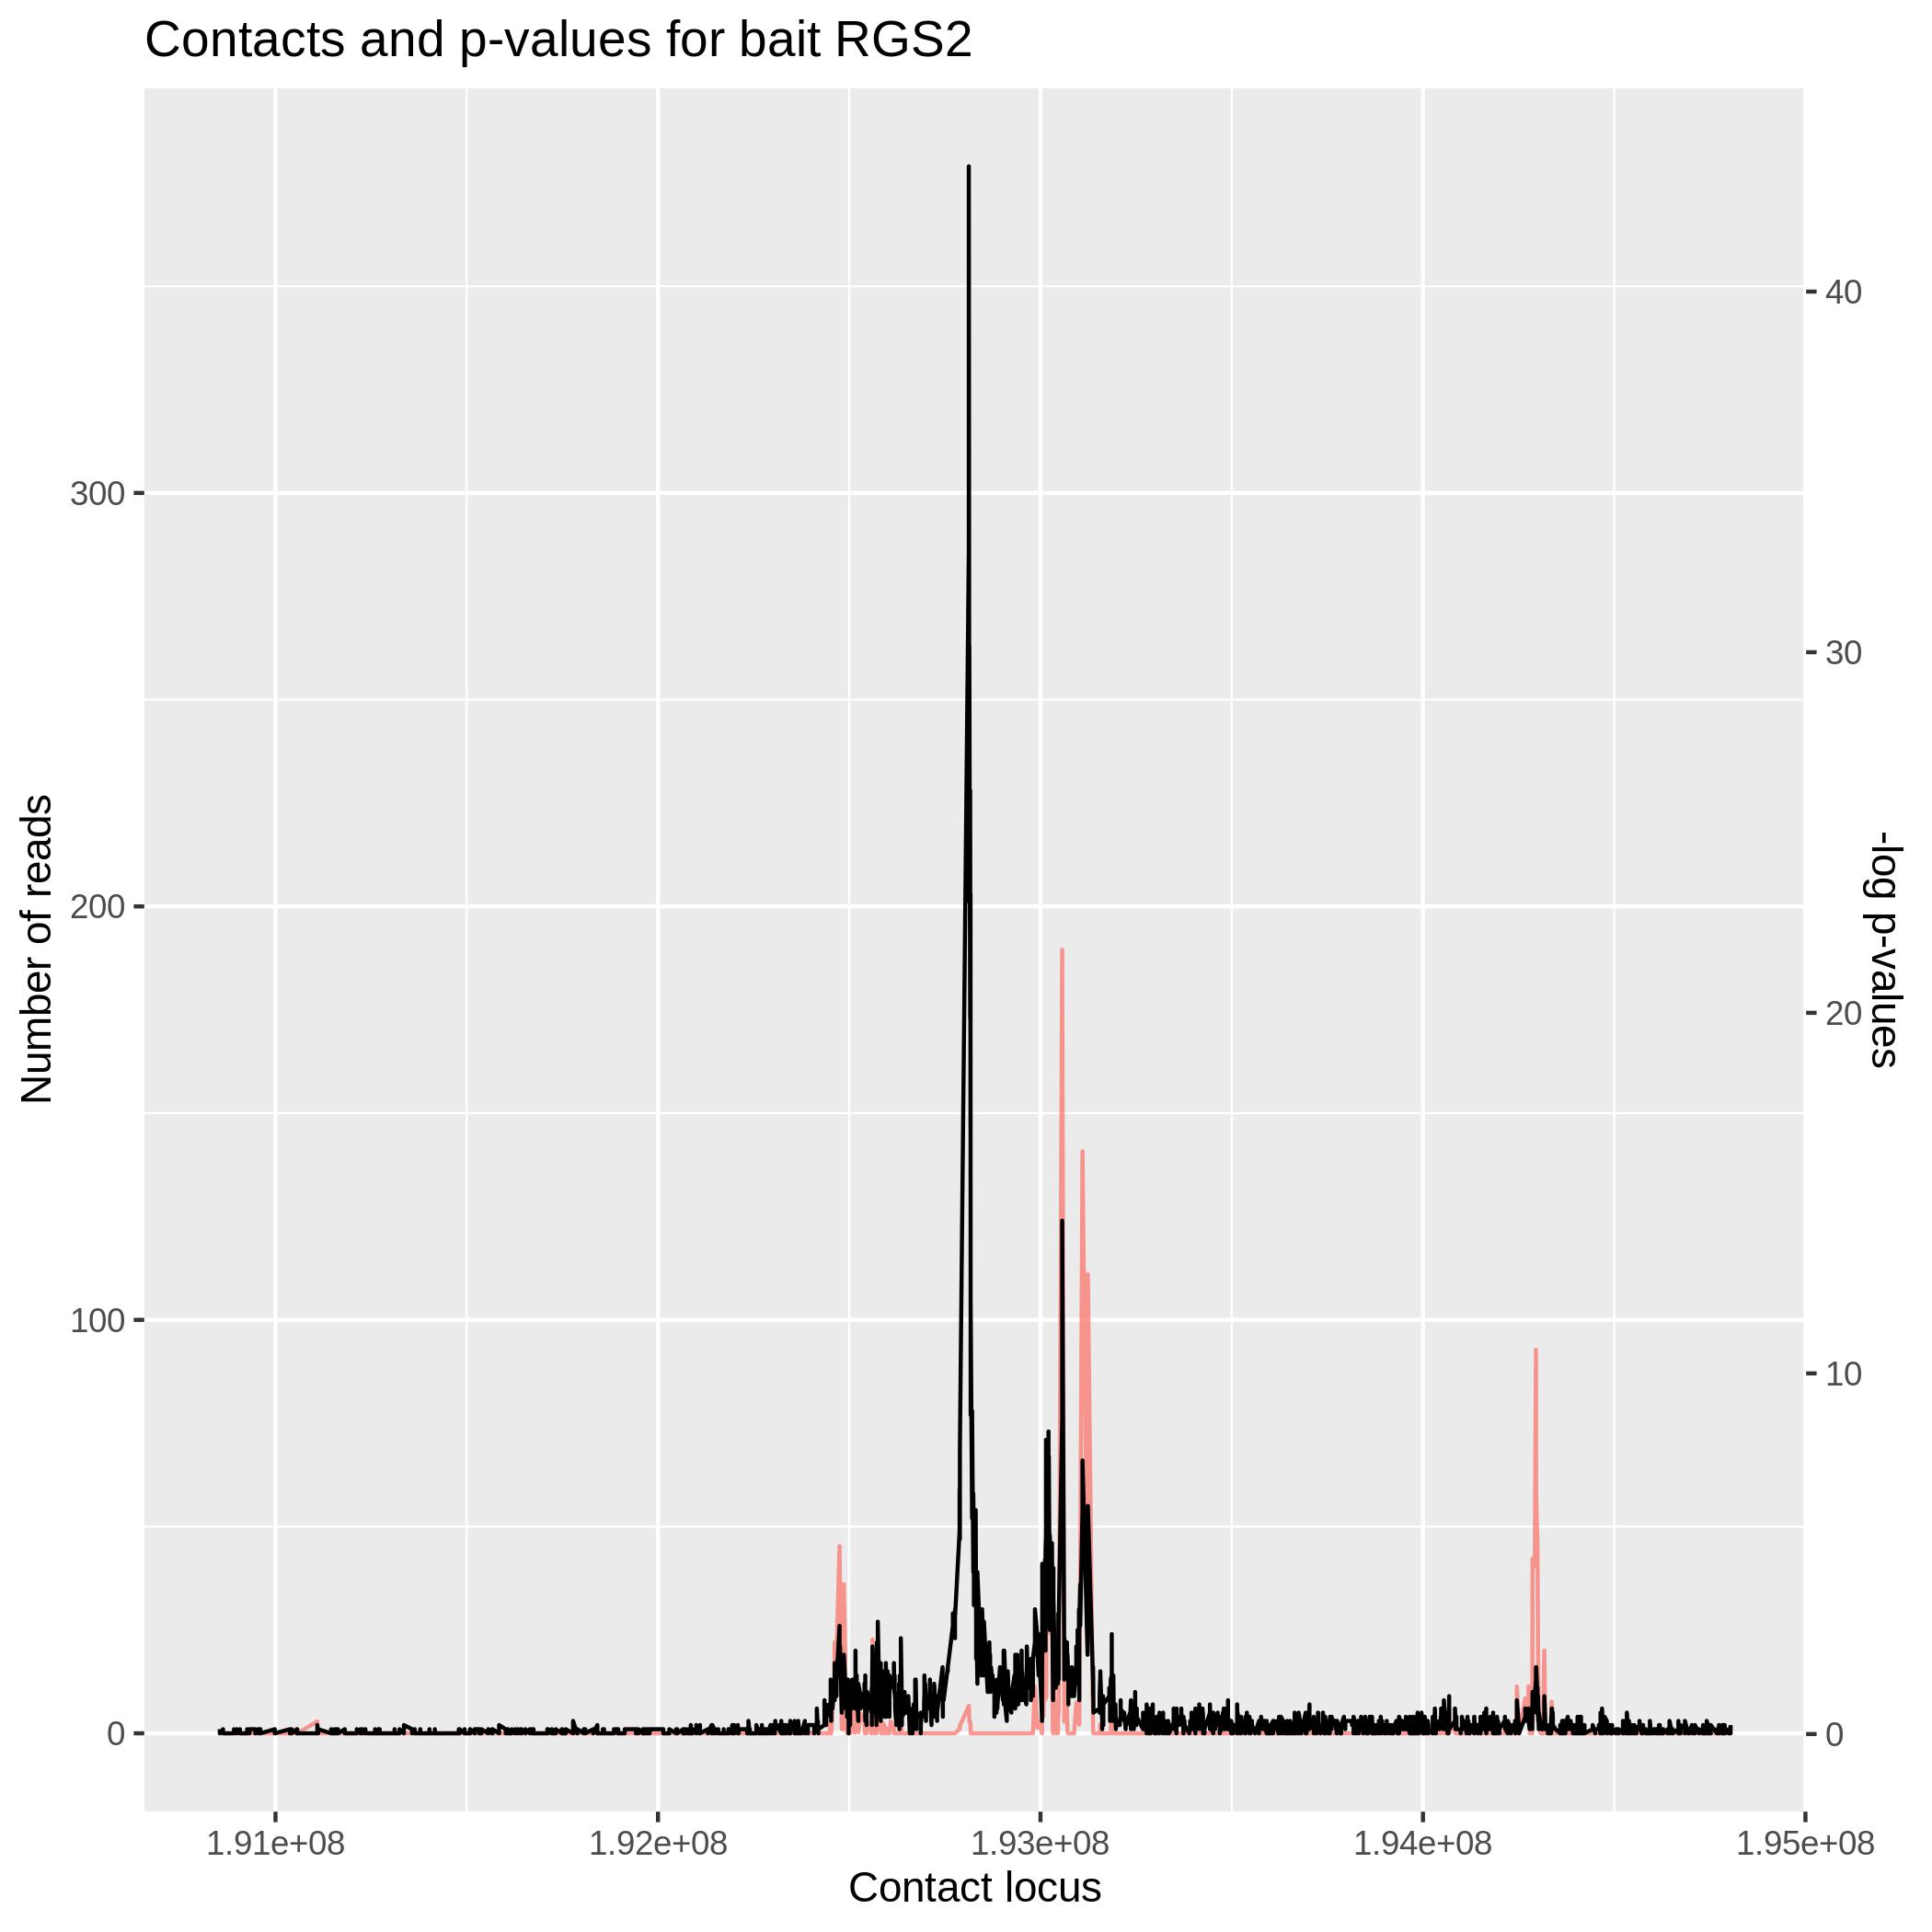 Contacts and p-values for bait RGS2
Number of reads
300
200
100
0
40
30
20
10
0
-log p-values
1.91e+08
1.92e+08
1.93e+08
1.94e+08
1.95e+08
Contact locus